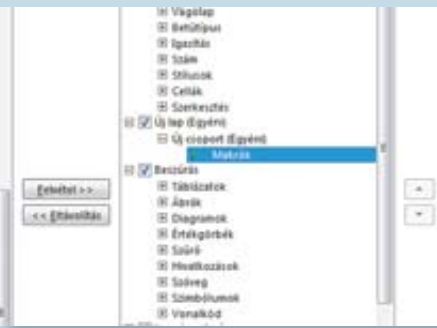 Vágólap
Betűtípus
Igazítás
Szám
Stílusok
Cellák
Szerkesztés
Új lap (Egyéni)
Új csoport (Egyéni)
Makrók
Beszúrás
Felvétel >>
<< Eltávolítás
Táblázatok
Ábrák
Diagramok
Értékgörbék
Szűrő
Hivatkozások
Szöveg
Szimbólumok
Vonalkód